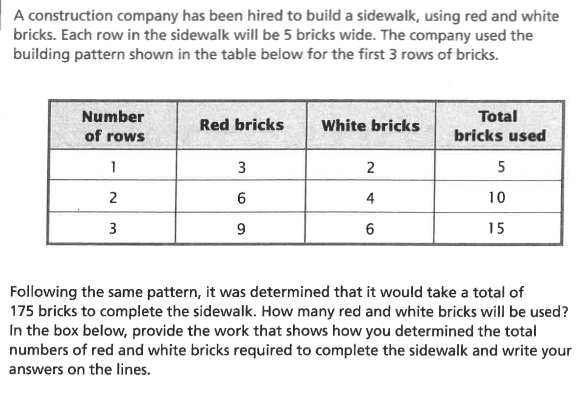 A construction company has been hired to build a sidewalk, using red and white
bricks. Each row in the sidewalk will be 5 bricks wide. The company used the
building pattern shown in the table below for the first 3 rows of bricks.
Number of rows Red bricks White bricks Total bricks used
1 3 2 5
2 6 4 10
3 9 6 15
Following the same pattern, it was determined that it would take a total of
175 bricks to complete the sidewalk. How many red and white bricks will be used?
In the box below, provide the work that shows how you determined the total
numbers of red and white bricks required to complete the sidewalk and write your
answers on the lines.